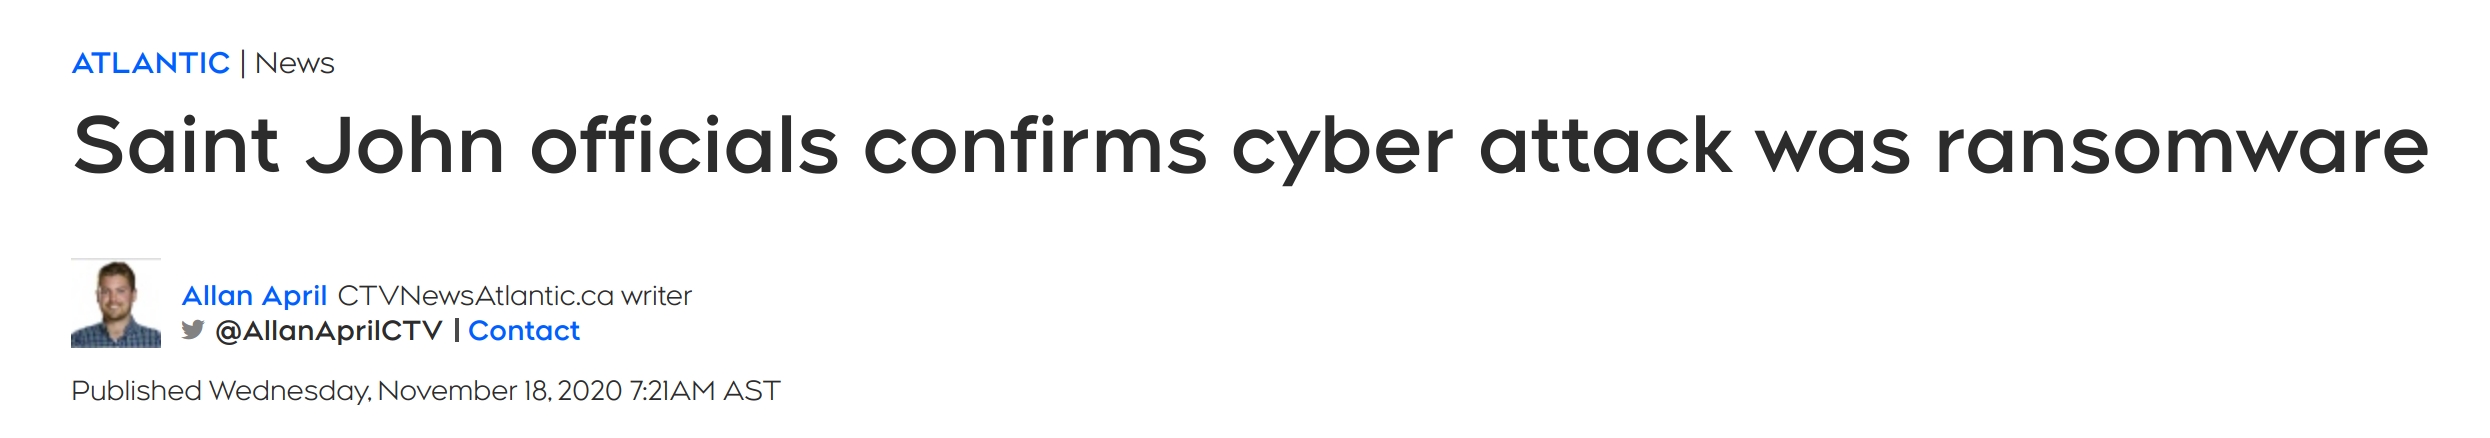 ATLANTIC | News
Saint John officials confirms cyber attack was ransomware
Allan April CTVNewsAtlantic.ca writer
@AllanAprilCTV | Contact
Published Wednesday, November 18, 2020 7:21AM AST